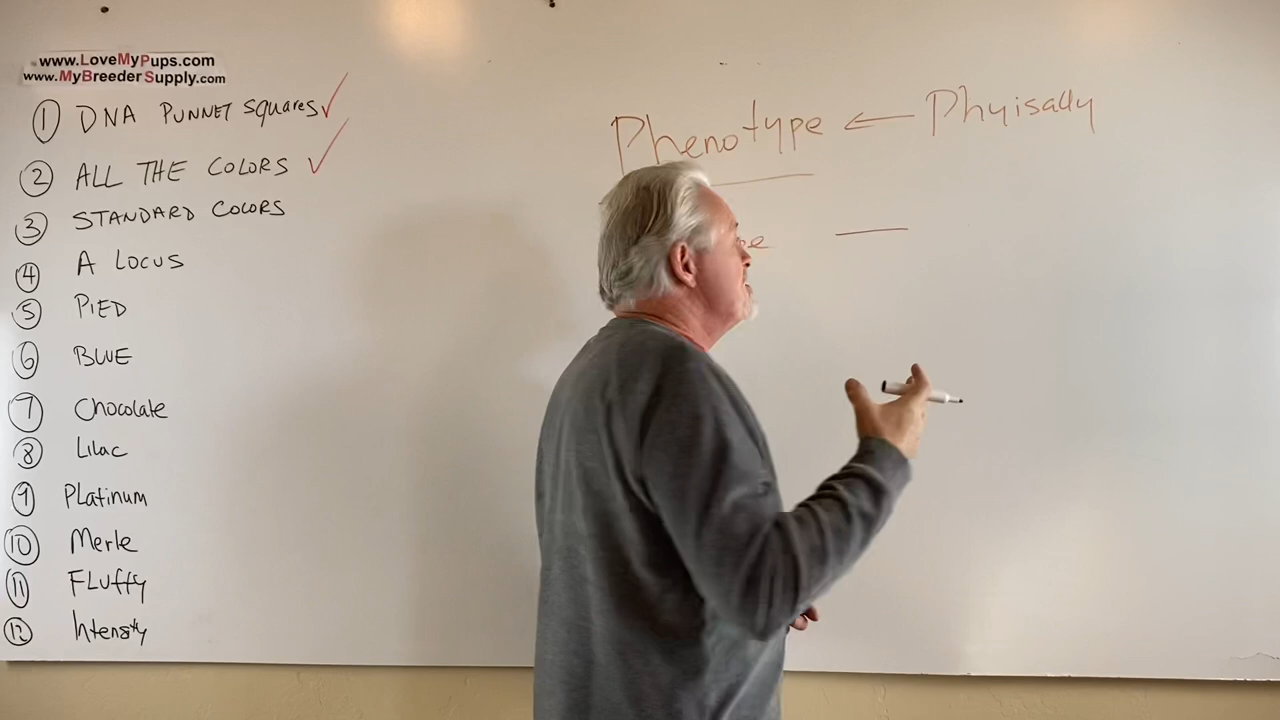 www.LoveMyPups.com
www.MyBreederSupply.com
1 DNA PUNNET Squares✓
2 ALL THE COLORS ✓
3 STANDARD COLORS
4 A LOCUS
5 PIED
6 BLUE
7 Chocolate
8 Lilac
9 Platinum
10 Merle
11 FLuffy
12 Intensity
Phenotype ← Phyisally